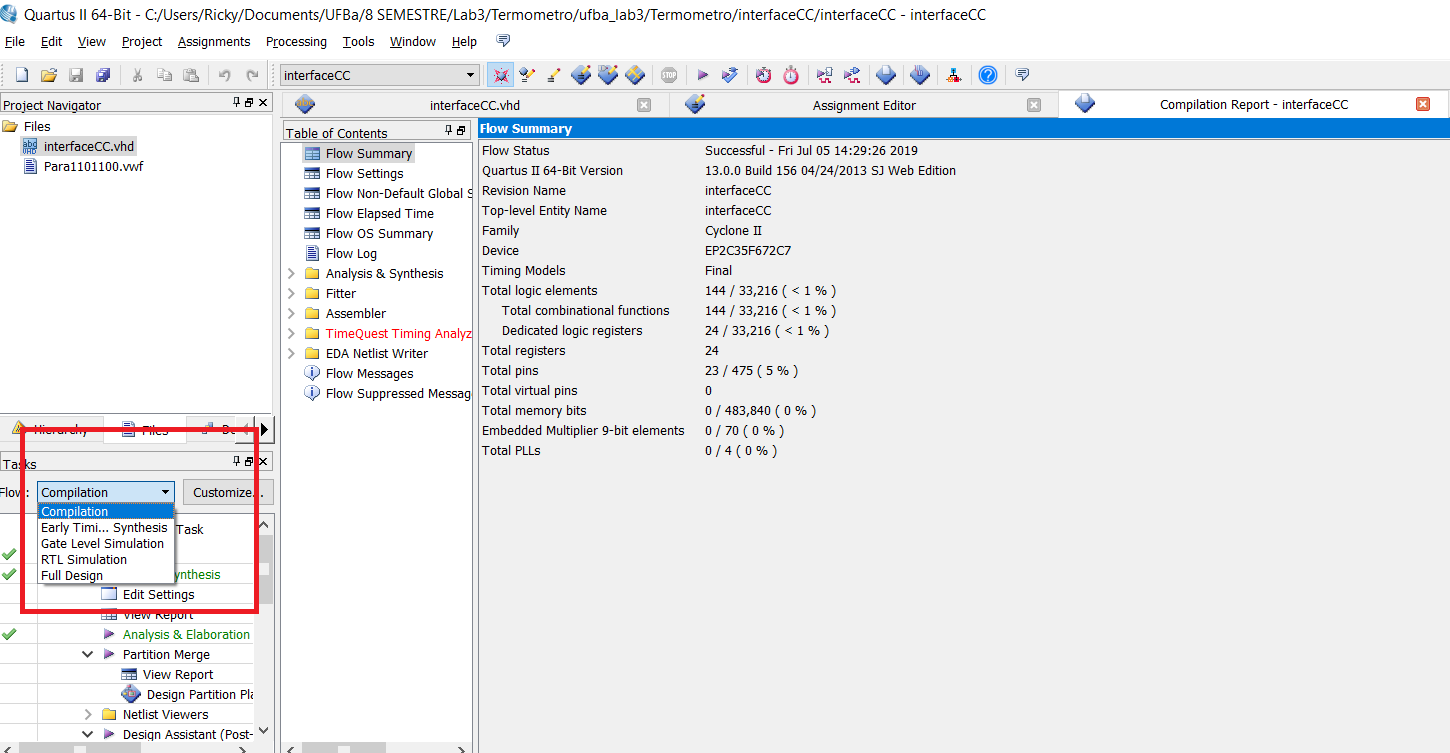 Quartus II 64-Bit - C:/Users/Ricky/Documents/UFBa/8 SEMESTRE/Lab3/Termometro/ufba_lab3/Termometro/interfaceCC/interfaceCC - interfaceCC
File Edit View Project Assignments Processing Tools Window Help
interfaceCC
STOP
Project Navigator
Files
interfaceCC.vhd
Para1101100.vwf
Hierarchy
Files
Tasks
Flow: Compilation
Customize...
Compilation
Early Timi... Synthesis
Gate Level Simulation
RTL Simulation
Full Design
Task
ynthesis
Edit Settings
View Report
Analysis & Elaboration
Partition Merge
View Report
Design Partition Pla
Netlist Viewers
Design Assistant (Post-
interfaceCC.vhd
Assignment Editor
Compilation Report - interfaceCC
Table of Contents
Flow Summary
Flow Settings
Flow Non-Default Global S
Flow Elapsed Time
Flow OS Summary
Flow Log
Analysis & Synthesis
Fitter
Assembler
TimeQuest Timing Analyz
EDA Netlist Writer
Flow Messages
Flow Suppressed Messag
Flow Summary
Flow Status Successful - Fri Jul 05 14:29:26 2019
Quartus II 64-Bit Version 13.0.0 Build 156 04/24/2013 SJ Web Edition
Revision Name interfaceCC
Top-level Entity Name interfaceCC
Family Cyclone II
Device EP2C35F672C7
Timing Models Final
Total logic elements 144 / 33,216 ( < 1 % )
Total combinational functions 144 / 33,216 ( < 1 % )
Dedicated logic registers 24 / 33,216 ( < 1 % )
Total registers 24
Total pins 23 / 475 ( 5 % )
Total virtual pins 0
Total memory bits 0 / 483,840 ( 0 % )
Embedded Multiplier 9-bit elements 0 / 70 ( 0 % )
Total PLLs 0 / 4 ( 0 % )